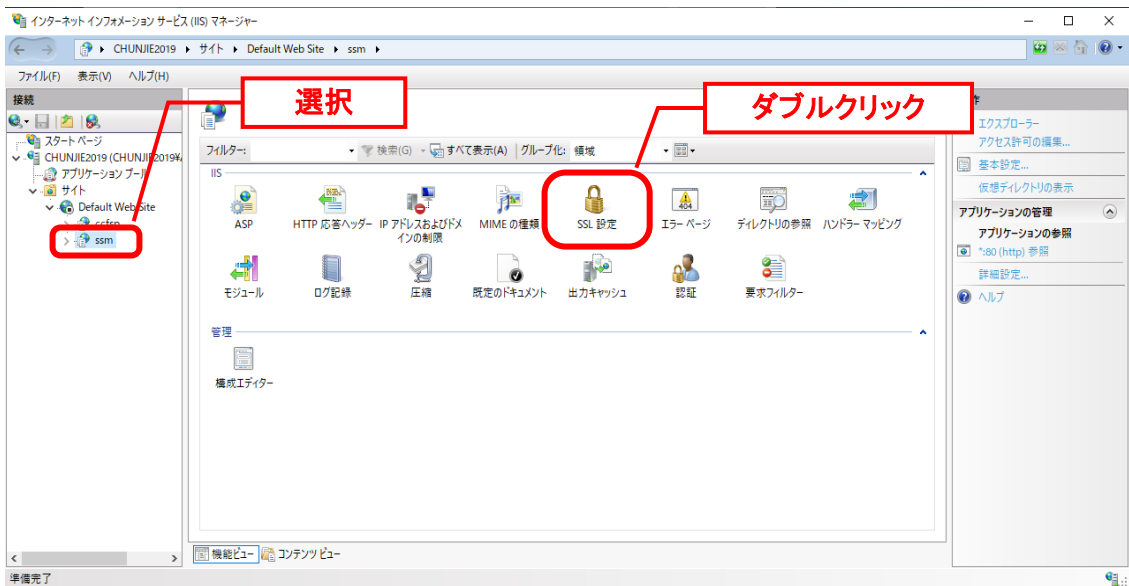 インターネット インフォメーション サービス (IIS) マネージャー
CHUNJIE2019 サイト Default Web Site ssm
ファイル(F) 表示(V) ヘルプ(H)
選択
ダブルクリック
接続
スタート ページ
CHUNJIE2019 (CHUNJIE2019¥
アプリケーション プール
サイト
Default Web Site
ssm
フィルター: 検索(G) すべて表示(A) グループ化: 領域
IIS
ASP
HTTP 応答ヘッダー
IP アドレスおよびドメインの制限
MIME の種類
SSL 設定
エラー ページ
404
ディレクトリの参照
ハンドラー マッピング
モジュール
ログ記録
圧縮
既定のドキュメント
出力キャッシュ
認証
要求フィルター
管理
構成エディター
機能ビュー コンテンツ ビュー
エクスプローラー
アクセス許可の編集...
基本設定...
仮想ディレクトリの表示
アプリケーションの管理
アプリケーションの参照
*:80 (http) 参照
詳細設定...
ヘルプ
準備完了